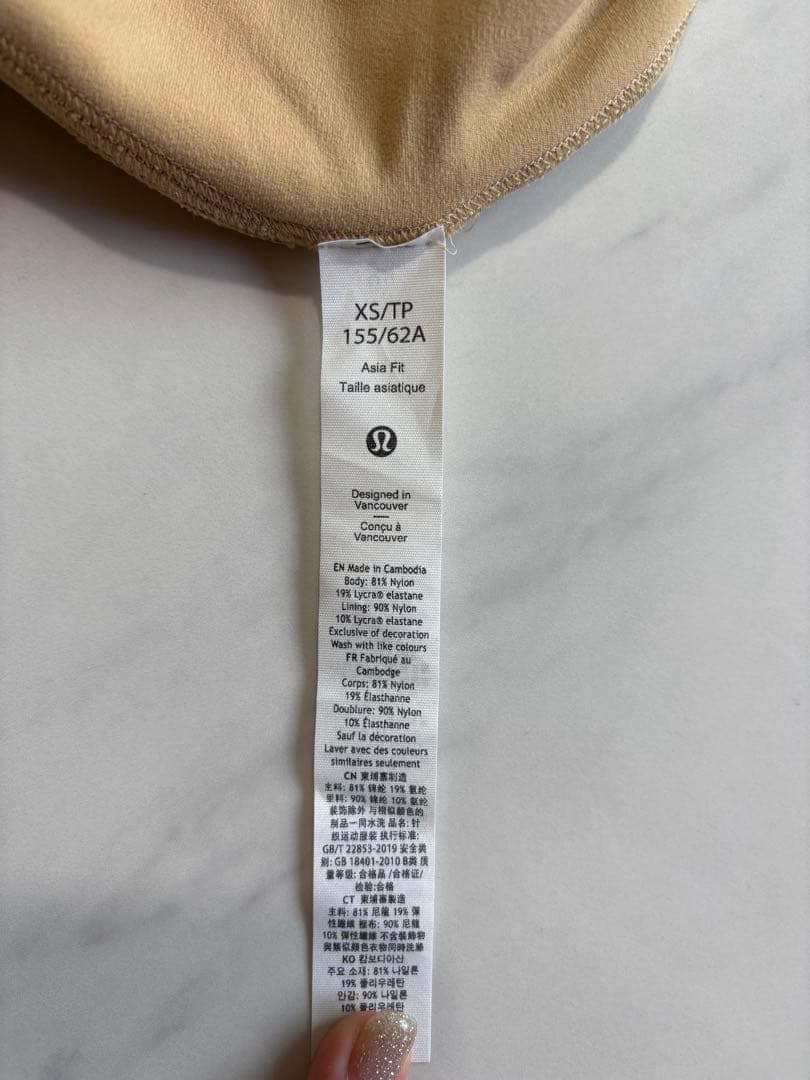 XS/TP
155/62A
Asia Fit
Taille asiatique
Designed in
Vancouver
Conçu à
Vancouver
EN Made in Cambodia
Body: 81% Nylon
19% Lycra® elastane
Lining: 90% Nylon
10% Lycra® elastane
Exclusive of decoration
Wash with like colours
FR Fabriqué au
Cambodge
Corps: 81% Nylon
19% Élasthanne
Doublure: 90% Nylon
10% Élasthanne
Sauf la décoration
Laver avec des couleurs
similaires seulement
CN 柬埔寨制造
主料: 81% 锦纶 19% 氨纶
里料: 90% 锦纶 10% 氨纶
装饰除外 与相似颜色的
制品一同水洗 品名: 针
织运动服装 执行标准:
GB/T 22853-2019 安全类
别: GB 18401-2010 B类 质
量等级: 合格品 /合格证/
检验:合格
CT 柬埔寨製造
主料: 81% 尼龍 19% 彈
性纖維 裡布: 90% 尼龍
10% 彈性纖維 不含裝飾物
與類似顏色衣物同時洗滌
KO 캄보디아산
주요 소재: 81% 나일론
19% 폴리우레탄
안감: 90% 나일론
10% 폴리우레탄